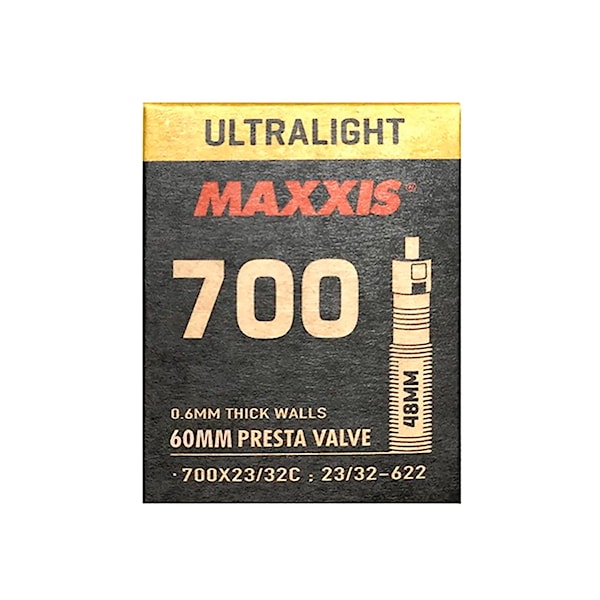 ULTRALIGHT
MAXXIS®
700
48MM
0.6MM THICK WALLS
60MM PRESTA VALVE
·700X23/32C ; 23/32-622